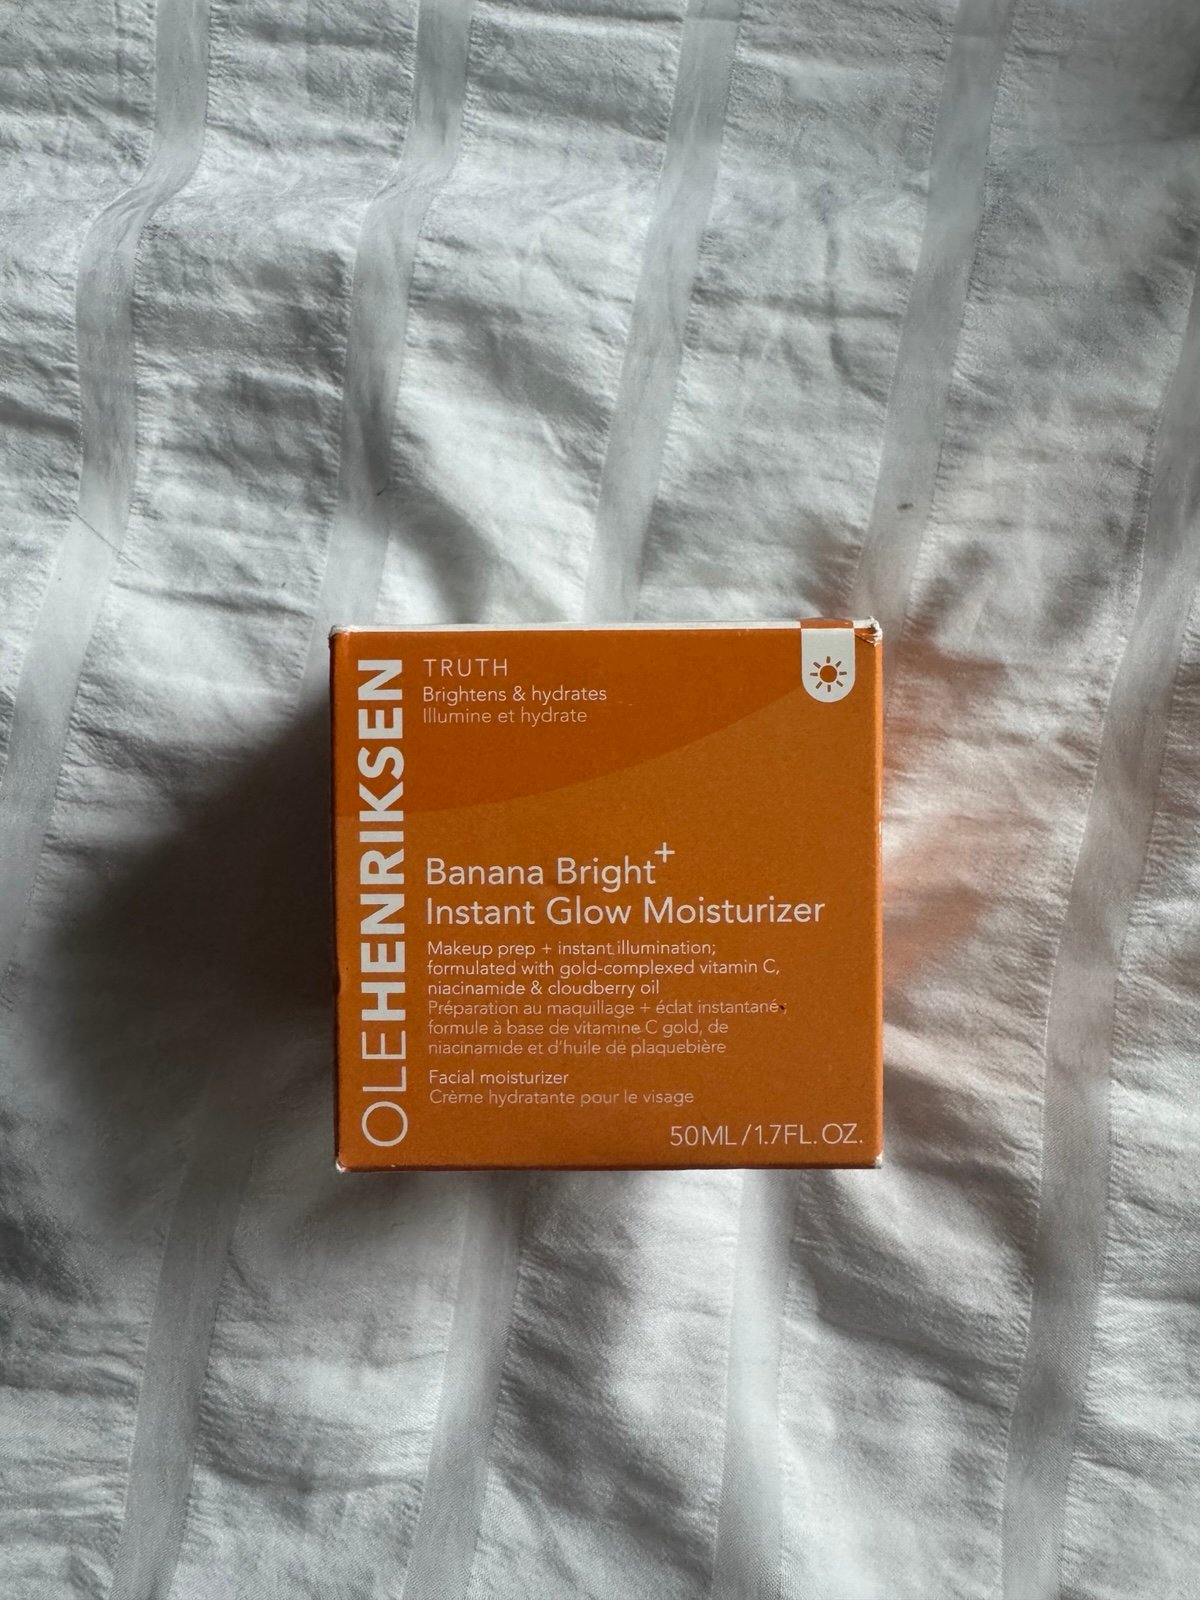 OLEHENRIKSEN
TRUTH
Brightens & hydrates
Illumine et hydrate
Banana Bright+
Instant Glow Moisturizer
Makeup prep + instant illumination;
formulated with gold-complexed vitamin C,
niacinamide & cloudberry oil
Préparation au maquillage + éclat instantané;
formule à base de vitamine C gold, de
niacinamide et d'huile de plaquebière
Facial moisturizer
Crème hydratante pour le visage
50ML/1.7FL.OZ.